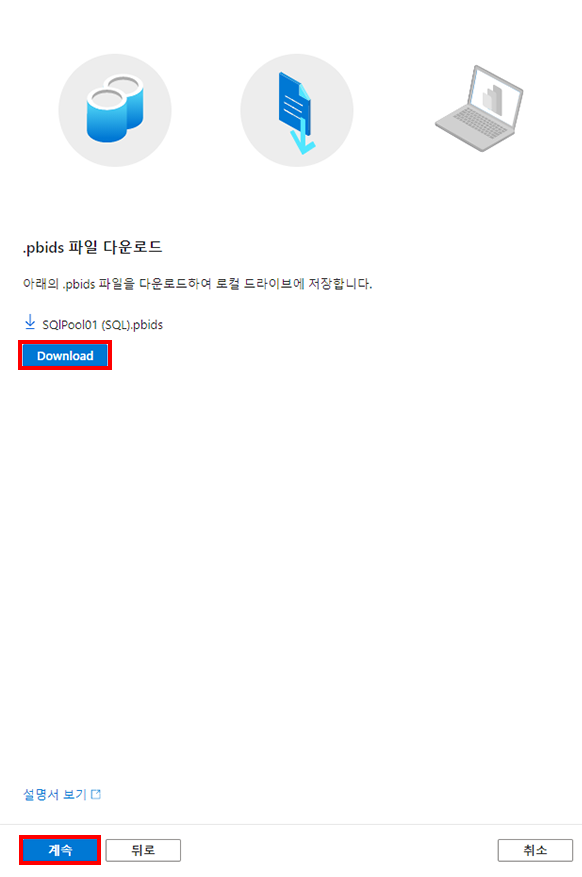 .pbids 파일 다운로드
아래의 .pbids 파일을 다운로드하여 로컬 드라이브에 저장합니다.
SQlPool01 (SQL).pbids
Download
설명서 보기
계속
뒤로
취소